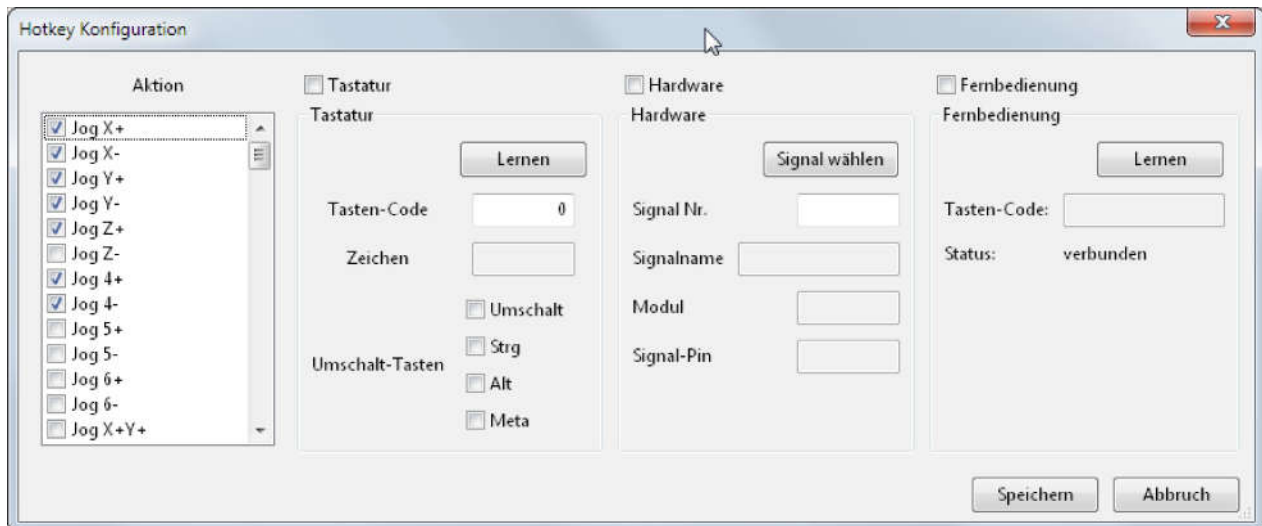 Hotkey Konfiguration
Aktion
Jog X+
Jog X-
Jog Y+
Jog Y-
Jog Z+
Jog Z-
Jog 4+
Jog 4-
Jog 5+
Jog 5-
Jog 6+
Jog 6-
Jog X+Y+
Tastatur
Tastatur
Lernen
Tasten-Code 0
Zeichen
Umschalt-Tasten
Umschalt
Strg
Alt
Meta
Hardware
Hardware
Signal wählen
Signal Nr.
Signalname
Modul
Signal-Pin
Fernbedienung
Fernbedienung
Lernen
Tasten-Code:
Status: verbunden
Speichern Abbruch